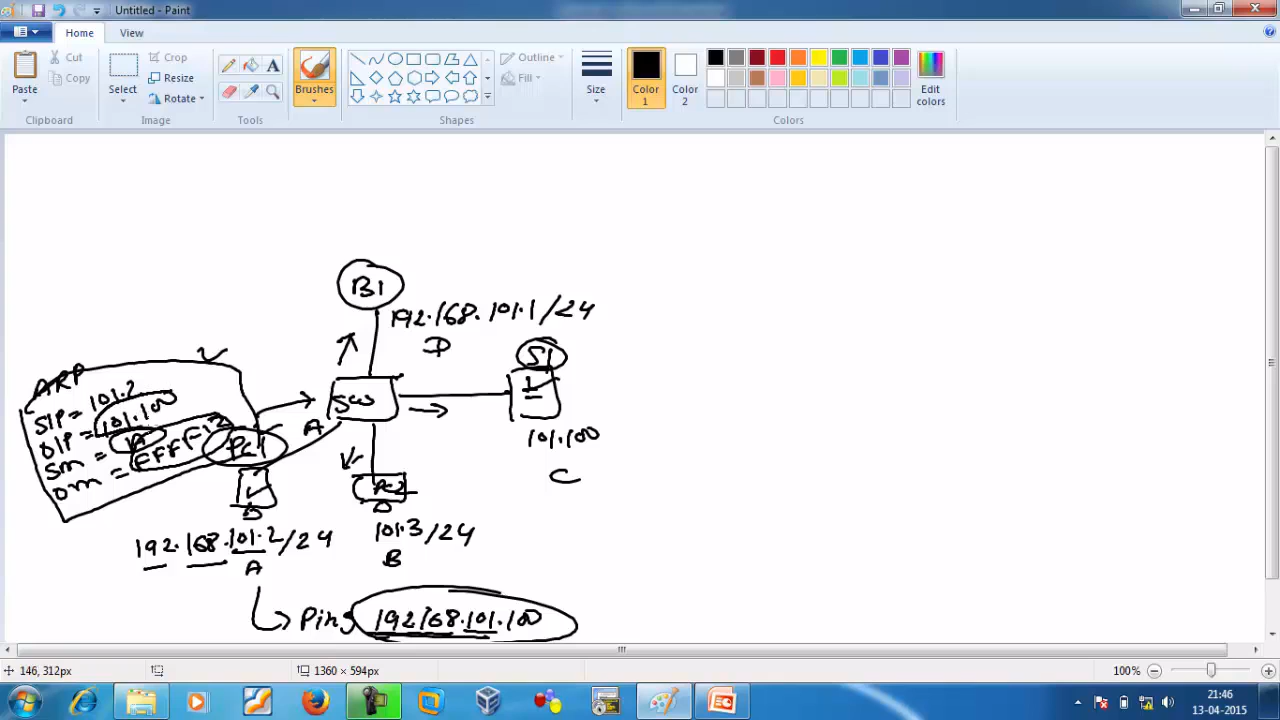 Untitled - Paint
Home
View
Paste
Cut
Copy
Clipboard
Select
Crop
Resize
Rotate
Image
Tools
Brushes
Shapes
Outline
Fill
Size
Color 1
Color 2
Edit colors
Colors
B1
192.168.101.1/24
D
S1
SW
A
101.100
C
ARP
SIP = 101.2
DIP = 101.100
SM = A
DM = FFFF
PC1
PC2
192.168.101.2/24
A
101.3/24
B
Ping 192.168.101.100
146, 312px
1360 × 594px
100%
21:46
13-04-2015